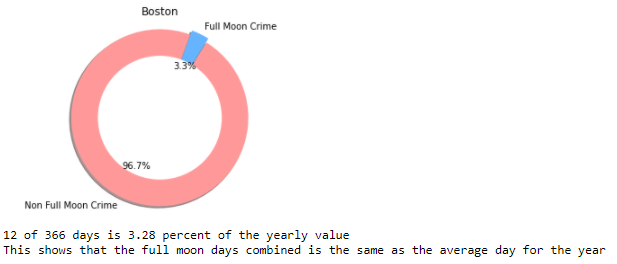 Boston
Full Moon Crime
3.3%
96.7%
Non Full Moon Crime
12 of 366 days is 3.28 percent of the yearly value
This shows that the full moon days combined is the same as the average day for the year